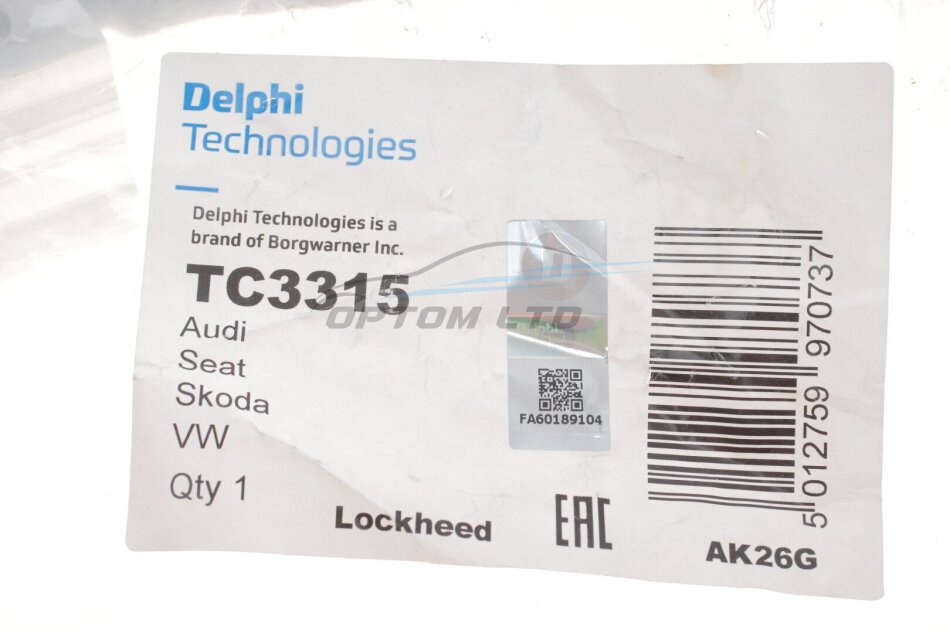 Delphi
Technologies
Delphi Technologies is a
brand of Borgwarner Inc.
TC3315
Audi
Seat
Skoda
VW
Qty 1
Lockheed
OPTOM LTD
FA60189104
EAC
5 012759 970737
AK26G